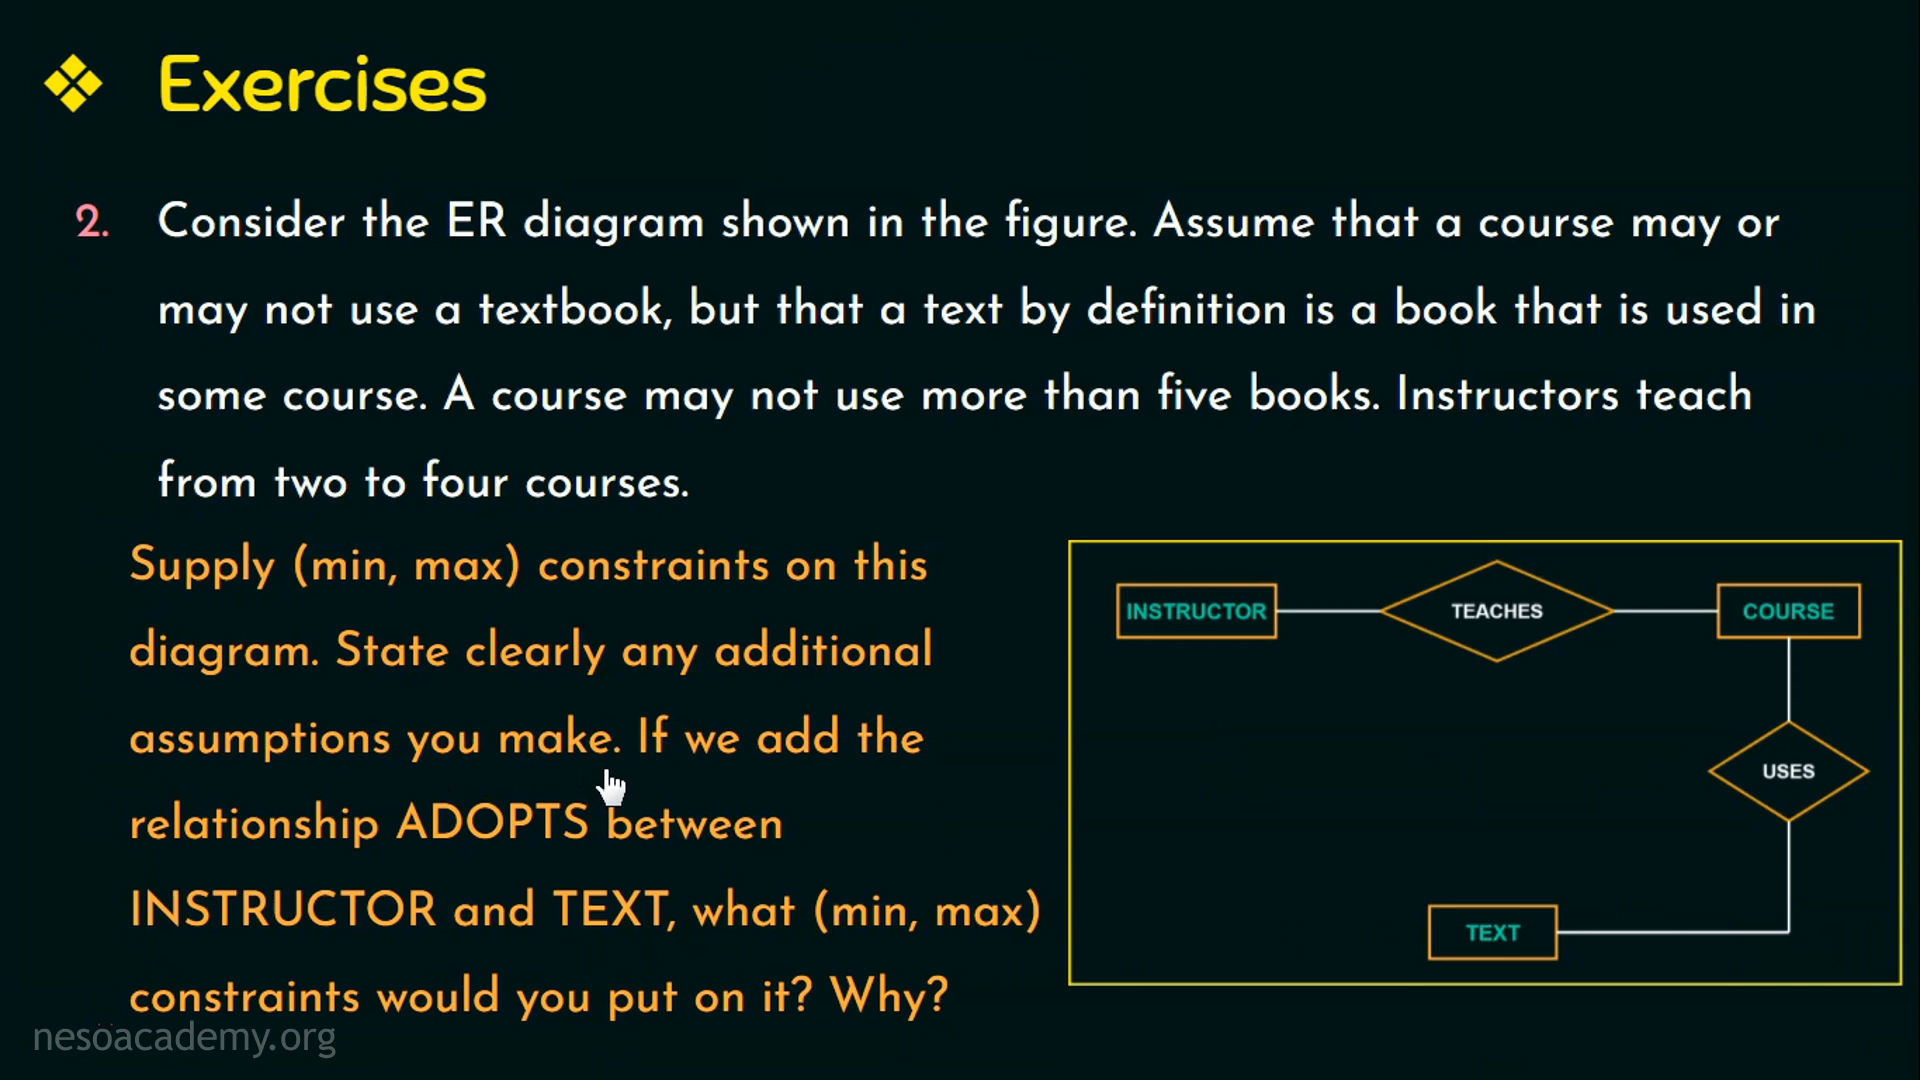 Exercises
2. Consider the ER diagram shown in the figure. Assume that a course may or
may not use a textbook, but that a text by definition is a book that is used in
some course. A course may not use more than five books. Instructors teach
from two to four courses.
Supply (min, max) constraints on this
diagram. State clearly any additional
assumptions you make. If we add the
relationship ADOPTS between
INSTRUCTOR and TEXT, what (min, max)
constraints would you put on it? Why?
INSTRUCTOR
TEACHES
COURSE
USES
TEXT
nesoacademy.org